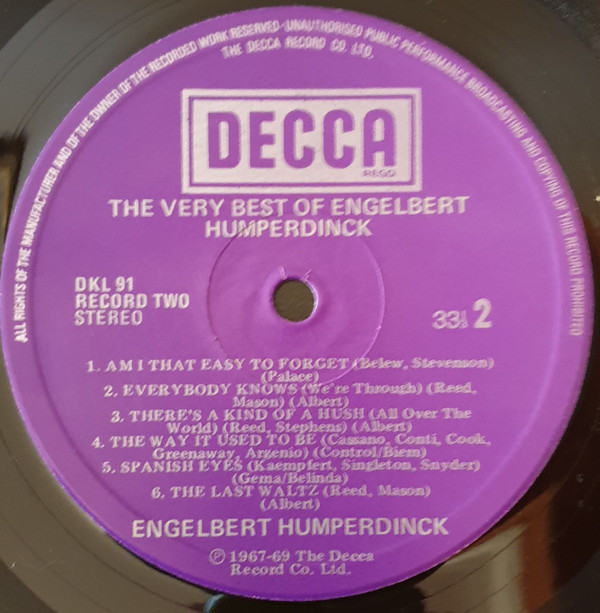 ALL RIGHTS OF THE MANUFACTURER AND OF THE OWNER OF THE RECORDED WORK RESERVED · UNAUTHORISED PUBLIC PERFORMANCE BROADCASTING AND COPYING OF THIS RECORD PROHIBITED
THE DECCA RECORD CO. LTD.
DECCA
REGD
THE VERY BEST OF ENGELBERT
HUMPERDINCK
DKL 91
RECORD TWO
STEREO
33⅓ 2
1. AM I THAT EASY TO FORGET (Belew, Stevenson)
(Palace)
2. EVERYBODY KNOWS (We're Through) (Reed,
Mason) (Albert)
3. THERE'S A KIND OF A HUSH (All Over The
World) (Reed, Stephens) (Albert)
4. THE WAY IT USED TO BE (Cassano, Conti, Cook,
Greenaway, Arzenio) (Control/Biem)
5. SPANISH EYES (Kaempfert, Singleton, Snyder)
(Gema/Belinda)
6. THE LAST WALTZ (Reed, Mason)
(Albert)
ENGELBERT HUMPERDINCK
Ⓟ 1967-69 The Decca
Record Co. Ltd.